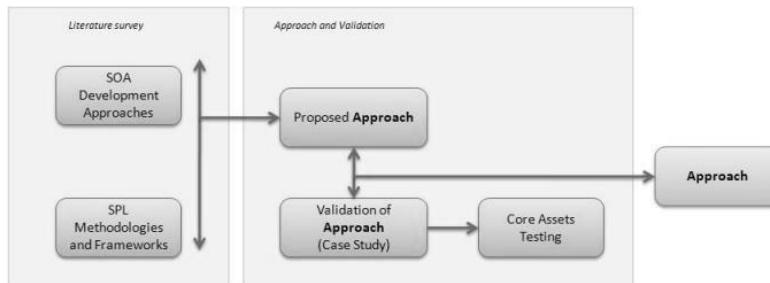 Literature survey
Approach and Validation
SOA
Development
Approaches
Proposed Approach
Approach
SPL
Methodologies
and Frameworks
Validation of
Approach
(Case Study)
Core Assets
Testing